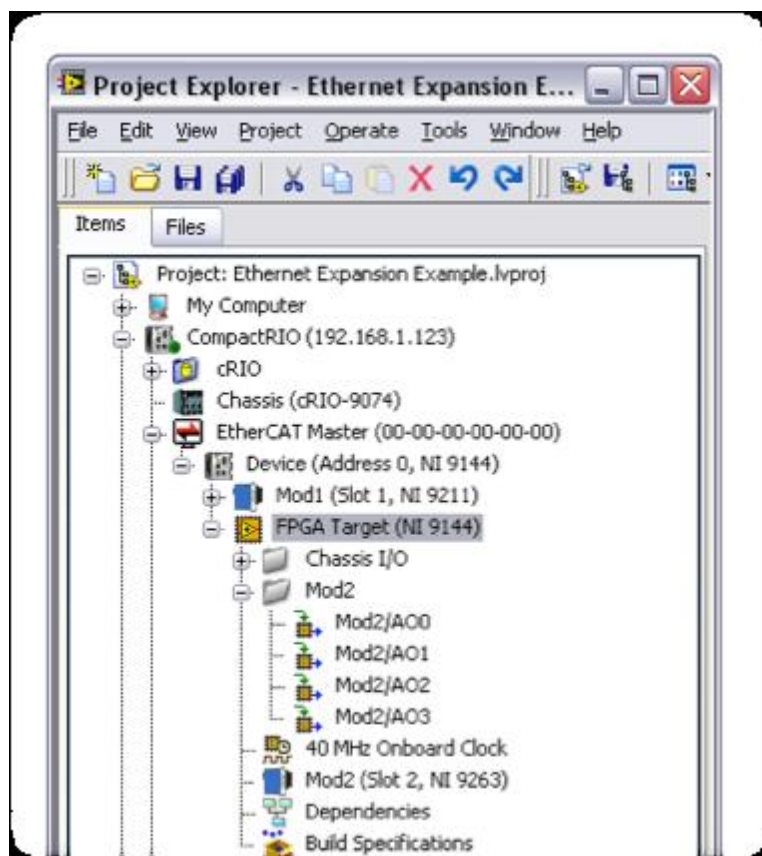 Project Explorer - Ethernet Expansion E...
File Edit View Project Operate Tools Window Help
Items Files
Project: Ethernet Expansion Example.lvproj
My Computer
CompactRIO (192.168.1.123)
cRIO
Chassis (cRIO-9074)
EtherCAT Master (00-00-00-00-00-00)
Device (Address 0, NI 9144)
Mod1 (Slot 1, NI 9211)
FPGA Target (NI 9144)
Chassis I/O
Mod2
Mod2/AO0
Mod2/AO1
Mod2/AO2
Mod2/AO3
40 MHz Onboard Clock
Mod2 (Slot 2, NI 9263)
Dependencies
Build Specifications